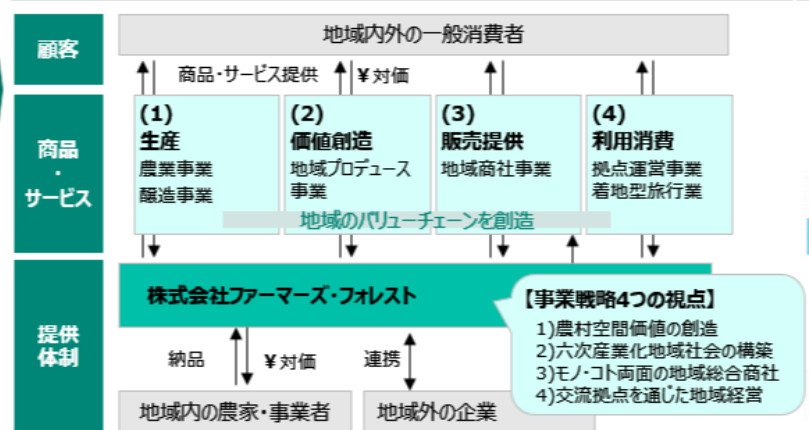 顧客
地域内外の一般消費者
商品・サービス提供
¥対価
商品
・
サービス
(1)
生産
農業事業
醸造事業
(2)
価値創造
地域プロデュース
事業
(3)
販売提供
地域商社事業
(4)
利用消費
拠点運営事業
着地型旅行業
地域のバリューチェーンを創造
提供
体制
株式会社ファーマーズ・フォレスト
【事業戦略4つの視点】
1)農村空間価値の創造
2)六次産業化地域社会の構築
3)モノ・コト両面の地域総合商社
4)交流拠点を通じた地域経営
納品
¥対価
連携
地域内の農家・事業者
地域外の企業